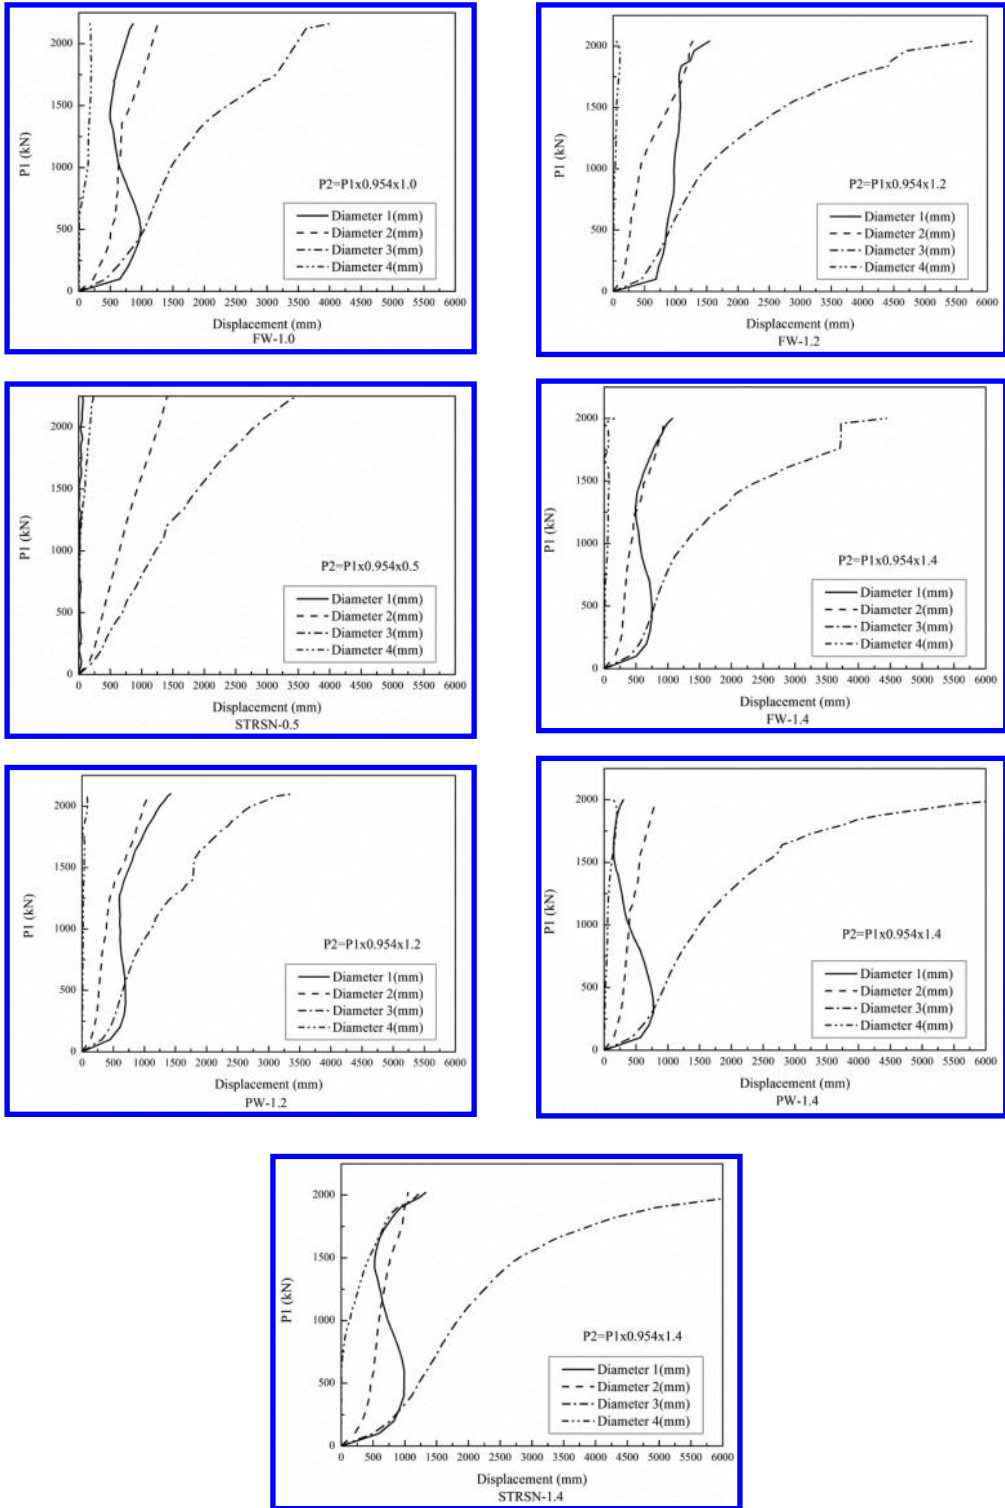 2000
1500
1000
500
0
P1 (kN)
P2=P1x0.954x1.0
Diameter 1(mm)
Diameter 2(mm)
Diameter 3(mm)
Diameter 4(mm)
0 500 1000 1500 2000 2500 3000 3500 4000 4500 5000 5500 6000
Displacement (mm)
FW-1.0
2000
1500
1000
500
0
P1 (kN)
P2=P1x0.954x1.2
Diameter 1(mm)
Diameter 2(mm)
Diameter 3(mm)
Diameter 4(mm)
0 500 1000 1500 2000 2500 3000 3500 4000 4500 5000 5500 6000
Displacement (mm)
FW-1.2
2000
1500
1000
500
0
P1 (kN)
P2=P1x0.954x0.5
Diameter 1(mm)
Diameter 2(mm)
Diameter 3(mm)
Diameter 4(mm)
0 500 1000 1500 2000 2500 3000 3500 4000 4500 5000 5500 6000
Displacement (mm)
STRSN-0.5
2000
1500
1000
500
0
P1 (kN)
P2=P1x0.954x1.4
Diameter 1(mm)
Diameter 2(mm)
Diameter 3(mm)
Diameter 4(mm)
0 500 1000 1500 2000 2500 3000 3500 4000 4500 5000 5500 6000
Displacement (mm)
FW-1.4
2000
1500
1000
500
0
P1 (kN)
P2=P1x0.954x1.2
Diameter 1(mm)
Diameter 2(mm)
Diameter 3(mm)
Diameter 4(mm)
0 500 1000 1500 2000 2500 3000 3500 4000 4500 5000 5500 6000
Displacement (mm)
PW-1.2
2000
1500
1000
500
0
P1 (kN)
P2=P1x0.954x1.4
Diameter 1(mm)
Diameter 2(mm)
Diameter 3(mm)
Diameter 4(mm)
0 500 1000 1500 2000 2500 3000 3500 4000 4500 5000 5500 6000
Displacement (mm)
PW-1.4
2000
1500
1000
500
0
P1 (kN)
P2=P1x0.954x1.4
Diameter 1(mm)
Diameter 2(mm)
Diameter 3(mm)
Diameter 4(mm)
0 500 1000 1500 2000 2500 3000 3500 4000 4500 5000 5500 6000
Displacement (mm)
STRSN-1.4